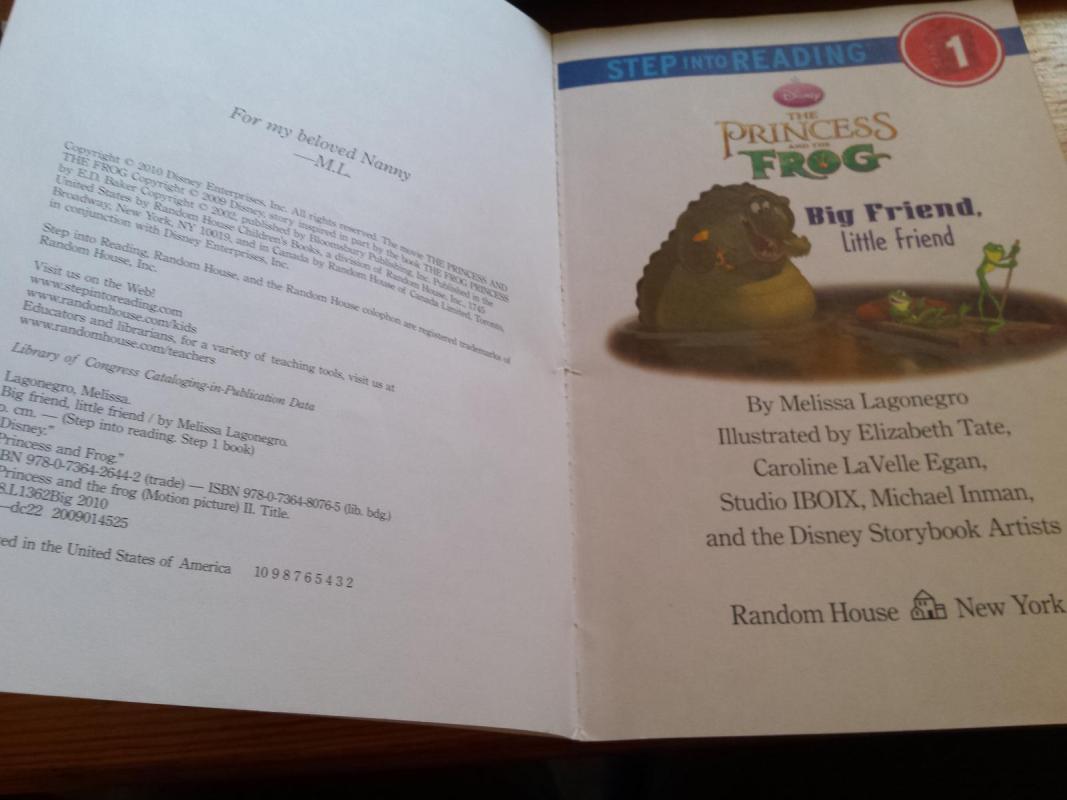 For my beloved Nanny
—M.L.
Copyright © 2010 Disney Enterprises, Inc. All rights reserved. The movie THE PRINCESS AND
THE FROG Copyright © 2009 Disney, story inspired in part by the book THE FROG PRINCESS
by E.D. Baker Copyright © 2002, published by Bloomsbury Publishing, Inc. Published in the
United States by Random House Children's Books, a division of Random House, Inc., 1745
Broadway, New York, NY 10019, and in Canada by Random House of Canada Limited, Toronto,
in conjunction with Disney Enterprises, Inc.
Step into Reading, Random House, and the Random House colophon are registered trademarks of
Random House, Inc.
Visit us on the Web!
www.stepintoreading.com
www.randomhouse.com/kids
Educators and librarians, for a variety of teaching tools, visit us at
www.randomhouse.com/teachers
Library of Congress Cataloging-in-Publication Data
Lagonegro, Melissa.
Big friend, little friend / by Melissa Lagonegro.
cm. — (Step into reading. Step 1 book)
Disney."
Princess and Frog."
BN 978-0-7364-2644-2 (trade) — ISBN 978-0-7364-8076-5 (lib. bdg.)
Princess and the frog (Motion picture) II. Title.
8.L1362Big 2010
—dc22 2009014525
ed in the United States of America 10 9 8 7 6 5 4 3 2
STEP INTO READING
1
Disney
THE
PRINCESS
AND THE
FROG
Big Friend,
Little Friend
By Melissa Lagonegro
Illustrated by Elizabeth Tate,
Caroline LaVelle Egan,
Studio IBOIX, Michael Inman,
and the Disney Storybook Artists
Random House New York